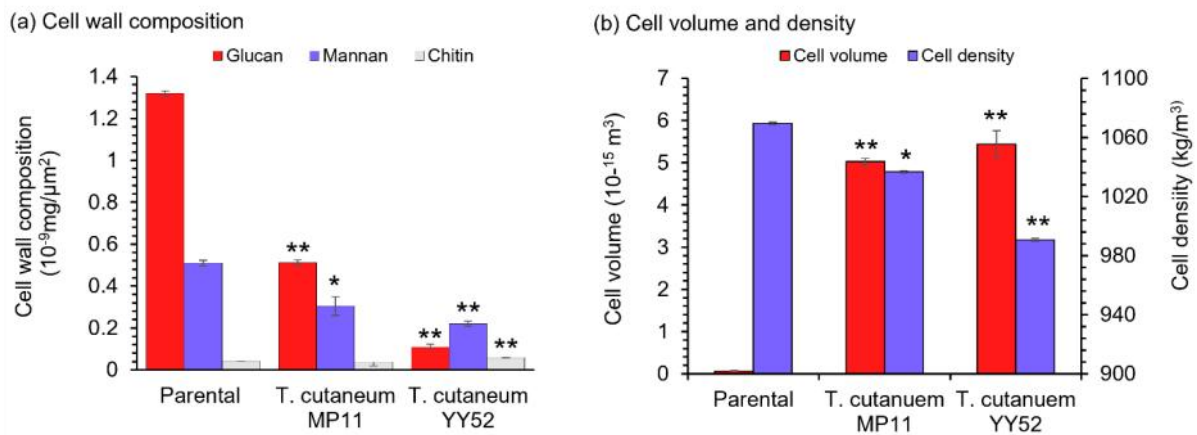 (a) Cell wall composition
Glucan Mannan Chitin
1.4
1.2
1
0.8
0.6
0.4
0.2
0
Cell wall composition
(10⁻⁹mg/µm²)
** * ** ** **
Parental T. cutaneum T. cutaneum
MP11 YY52
(b) Cell volume and density
Cell volume Cell density
7
6
5
4
3
2
1
0
Cell volume (10⁻¹⁵ m³)
** * ** **
1100
1060
1020
980
940
900
Cell densiity (kg/m³)
Parental T. cutanuem T. cutanuem
MP11 YY52